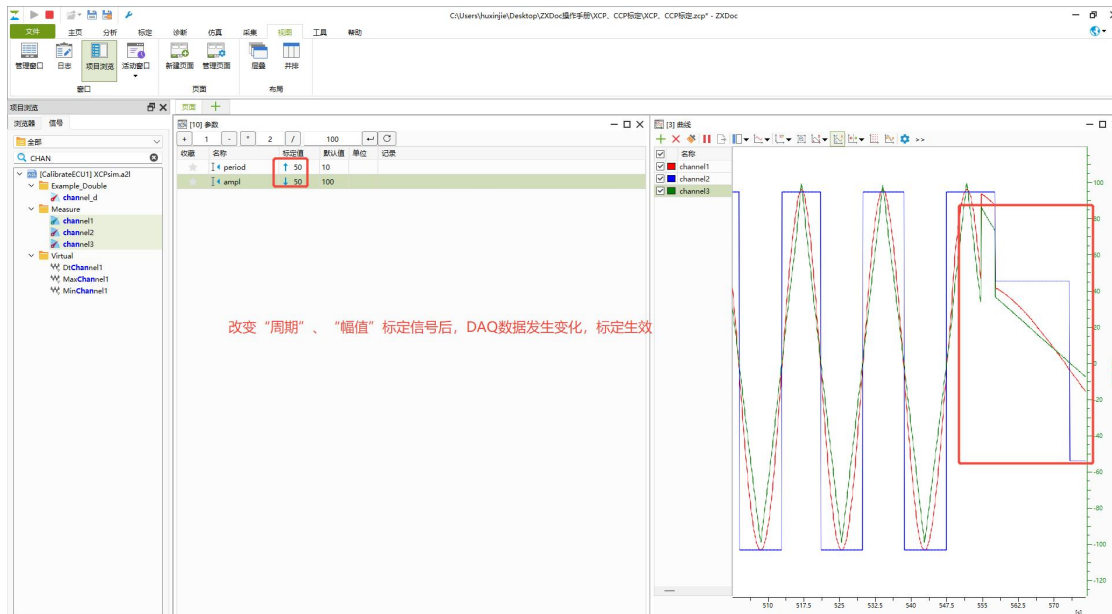 C:\Users\huxinjie\Desktop\ZXDoc操作手册\XCP、CCP标定\XCP、CCP标定.zcp* - ZXDoc
文件 主页 分析 标定 诊断 仿真 采集 视图 工具 帮助
管理窗口 日志 项目浏览 活动窗口 新建页面 管理页面 层叠 并排
窗口 页面 布局
项目浏览
浏览器 信号
全部
CHAN
[CalibrateECU1] XCPsim.a2l
Example_Double
channel_d
Measure
channel1
channel2
channel3
Virtual
DtChannel1
MaxChannel1
MinChannel1
页面 +
[10] 参数
+ 1 - * 2 / 100
收藏 名称 标定值 默认值 单位 记录
period 50 10
ampl 50 100
改变“周期”、“幅值”标定信号后，DAQ数据发生变化，标定生效
[3] 曲线
>>
名称
channel1
channel2
channel3
100
80
60
40
20
0
-20
-40
-60
-80
-100
-120
510 517.5 525 532.5 540 547.5 555 562.5 570
[s]